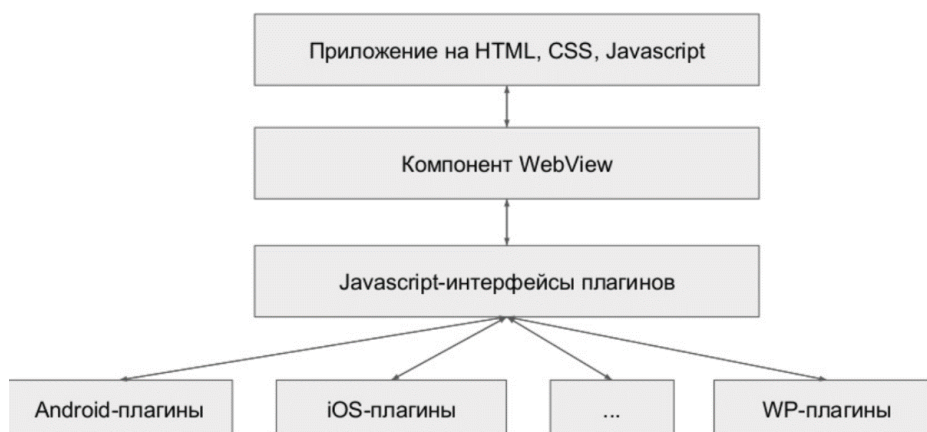 Приложение на HTML, CSS, Javascript
Компонент WebView
Javascript-интерфейсы плагинов
Android-плагины
iOS-плагины
...
WP-плагины